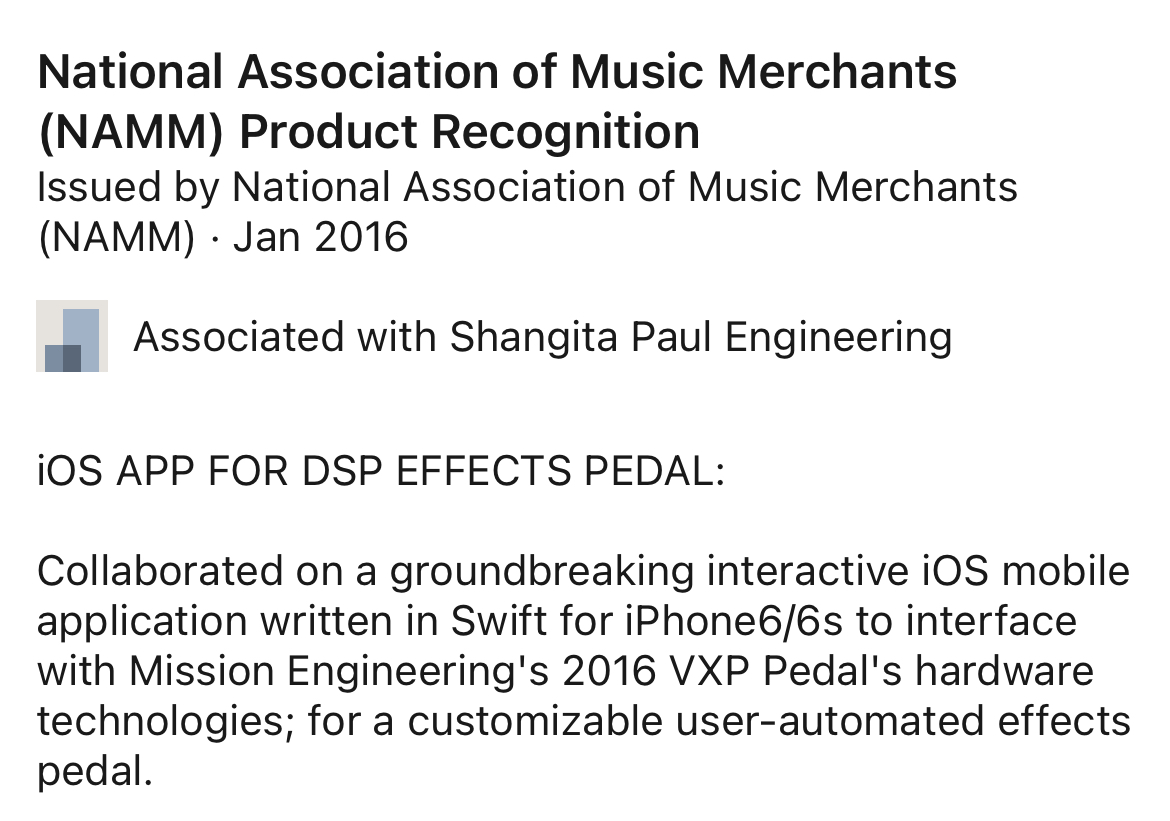 National Association of Music Merchants
(NAMM) Product Recognition
Issued by National Association of Music Merchants
(NAMM) · Jan 2016
Associated with Shangita Paul Engineering
iOS APP FOR DSP EFFECTS PEDAL:
Collaborated on a groundbreaking interactive iOS mobile
application written in Swift for iPhone6/6s to interface
with Mission Engineering's 2016 VXP Pedal's hardware
technologies; for a customizable user-automated effects
pedal.